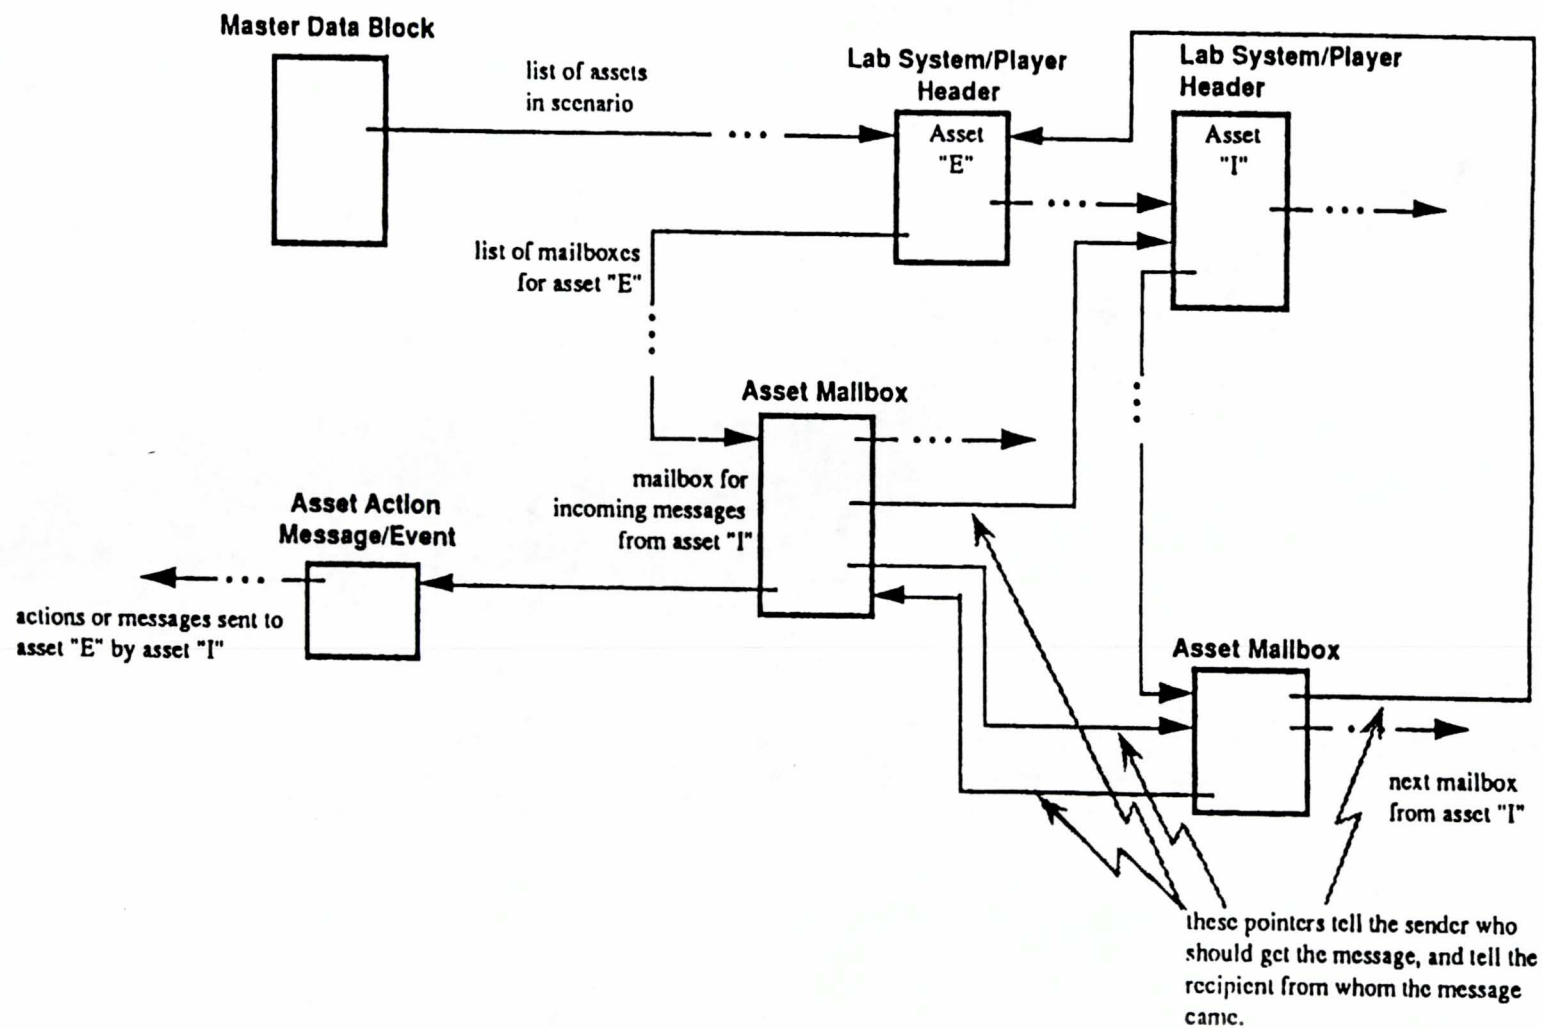 Master Data Block
list of assets
in scenario
Lab System/Player
Header
Lab System/Player
Header
Asset
"E"
Asset
"I"
list of mailboxes
for asset "E"
Asset Mailbox
mailbox for
incoming messages
from asset "I"
Asset Action
Message/Event
actions or messages sent to
asset "E" by asset "I"
Asset Mailbox
next mailbox
from asset "I"
these pointers tell the sender who
should get the message, and tell the
recipient from whom the message
came.